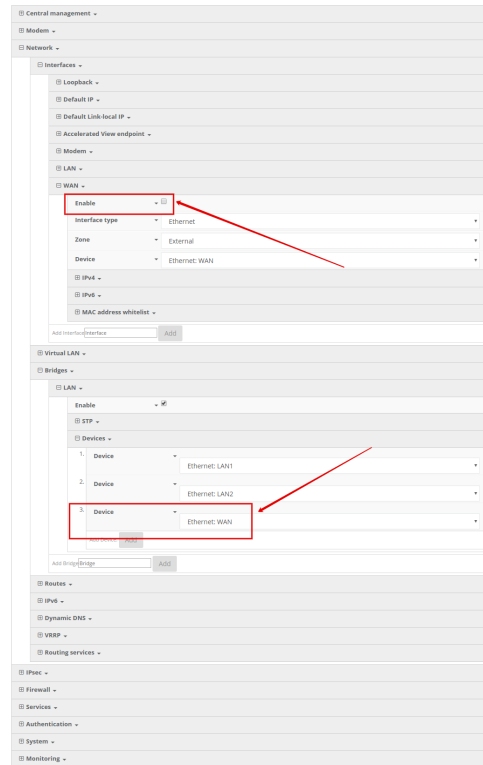 Central management
Modem
Network
Interfaces
Loopback
Default IP
Default Link-local IP
Accelerated View endpoint
Modem
LAN
WAN
Enable
Interface type Ethernet
Zone External
Device Ethernet: WAN
IPv4
IPv6
MAC address whitelist
Add Interface Interface Add
Virtual LAN
Bridges
LAN
Enable
STP
Devices
1. Device
Ethernet: LAN1
2. Device
Ethernet: LAN2
3. Device
Ethernet: WAN
Add Device Add
Add Bridge Bridge Add
Routes
IPv6
Dynamic DNS
VRRP
Routing services
IPsec
Firewall
Services
Authentication
System
Monitoring